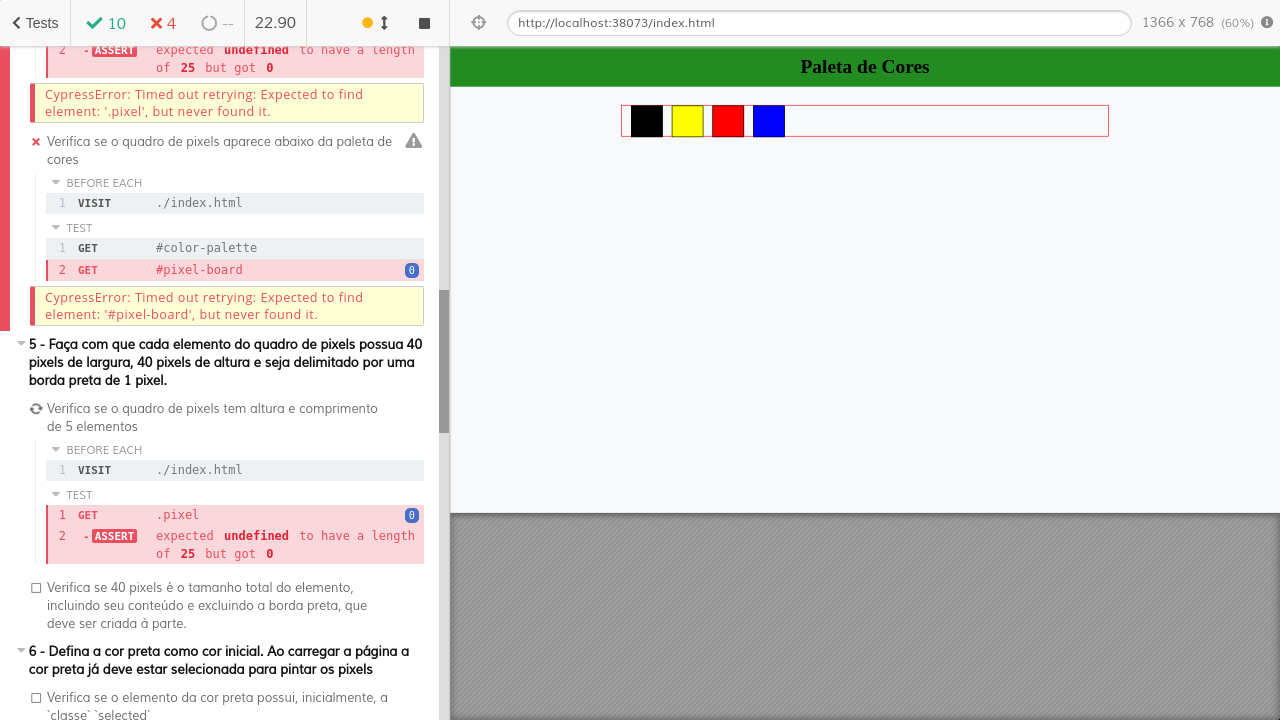 Tests
10
4
--
22.90
http://localhost:38073/index.html
1366 x 768 (60%)
2 -ASSERT expected undefined to have a length
of 25 but got 0
CypressError: Timed out retrying: Expected to find
element: '.pixel', but never found it.
Verifica se o quadro de pixels aparece abaixo da paleta de
cores
BEFORE EACH
1 VISIT ./index.html
TEST
1 GET #color-palette
2 GET #pixel-board 0
CypressError: Timed out retrying: Expected to find
element: '#pixel-board', but never found it.
5 - Faça com que cada elemento do quadro de pixels possua 40
pixels de largura, 40 pixels de altura e seja delimitado por uma
borda preta de 1 pixel.
Verifica se o quadro de pixels tem altura e comprimento
de 5 elementos
BEFORE EACH
1 VISIT ./index.html
TEST
1 GET .pixel 0
2 -ASSERT expected undefined to have a length
of 25 but got 0
Verifica se 40 pixels é o tamanho total do elemento,
incluindo seu conteúdo e excluindo a borda preta, que
deve ser criada à parte.
6 - Defina a cor preta como cor inicial. Ao carregar a página a
cor preta já deve estar selecionada para pintar os pixels
Verifica se o elemento da cor preta possui, inicialmente, a
`classe` `selected`
Paleta de Cores